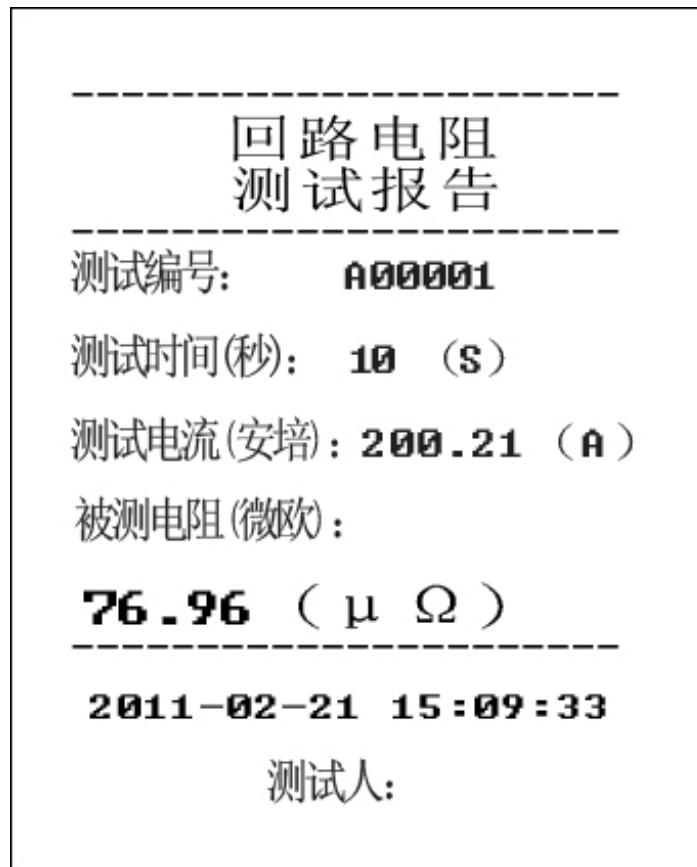 回路电阻
测试报告
测试编号: A00001
测试时间(秒): 10 (S)
测试电流(安培): 200.21 (A)
被测电阻(微欧):
76.96 (μ Ω)
2011-02-21 15:09:33
测试人: